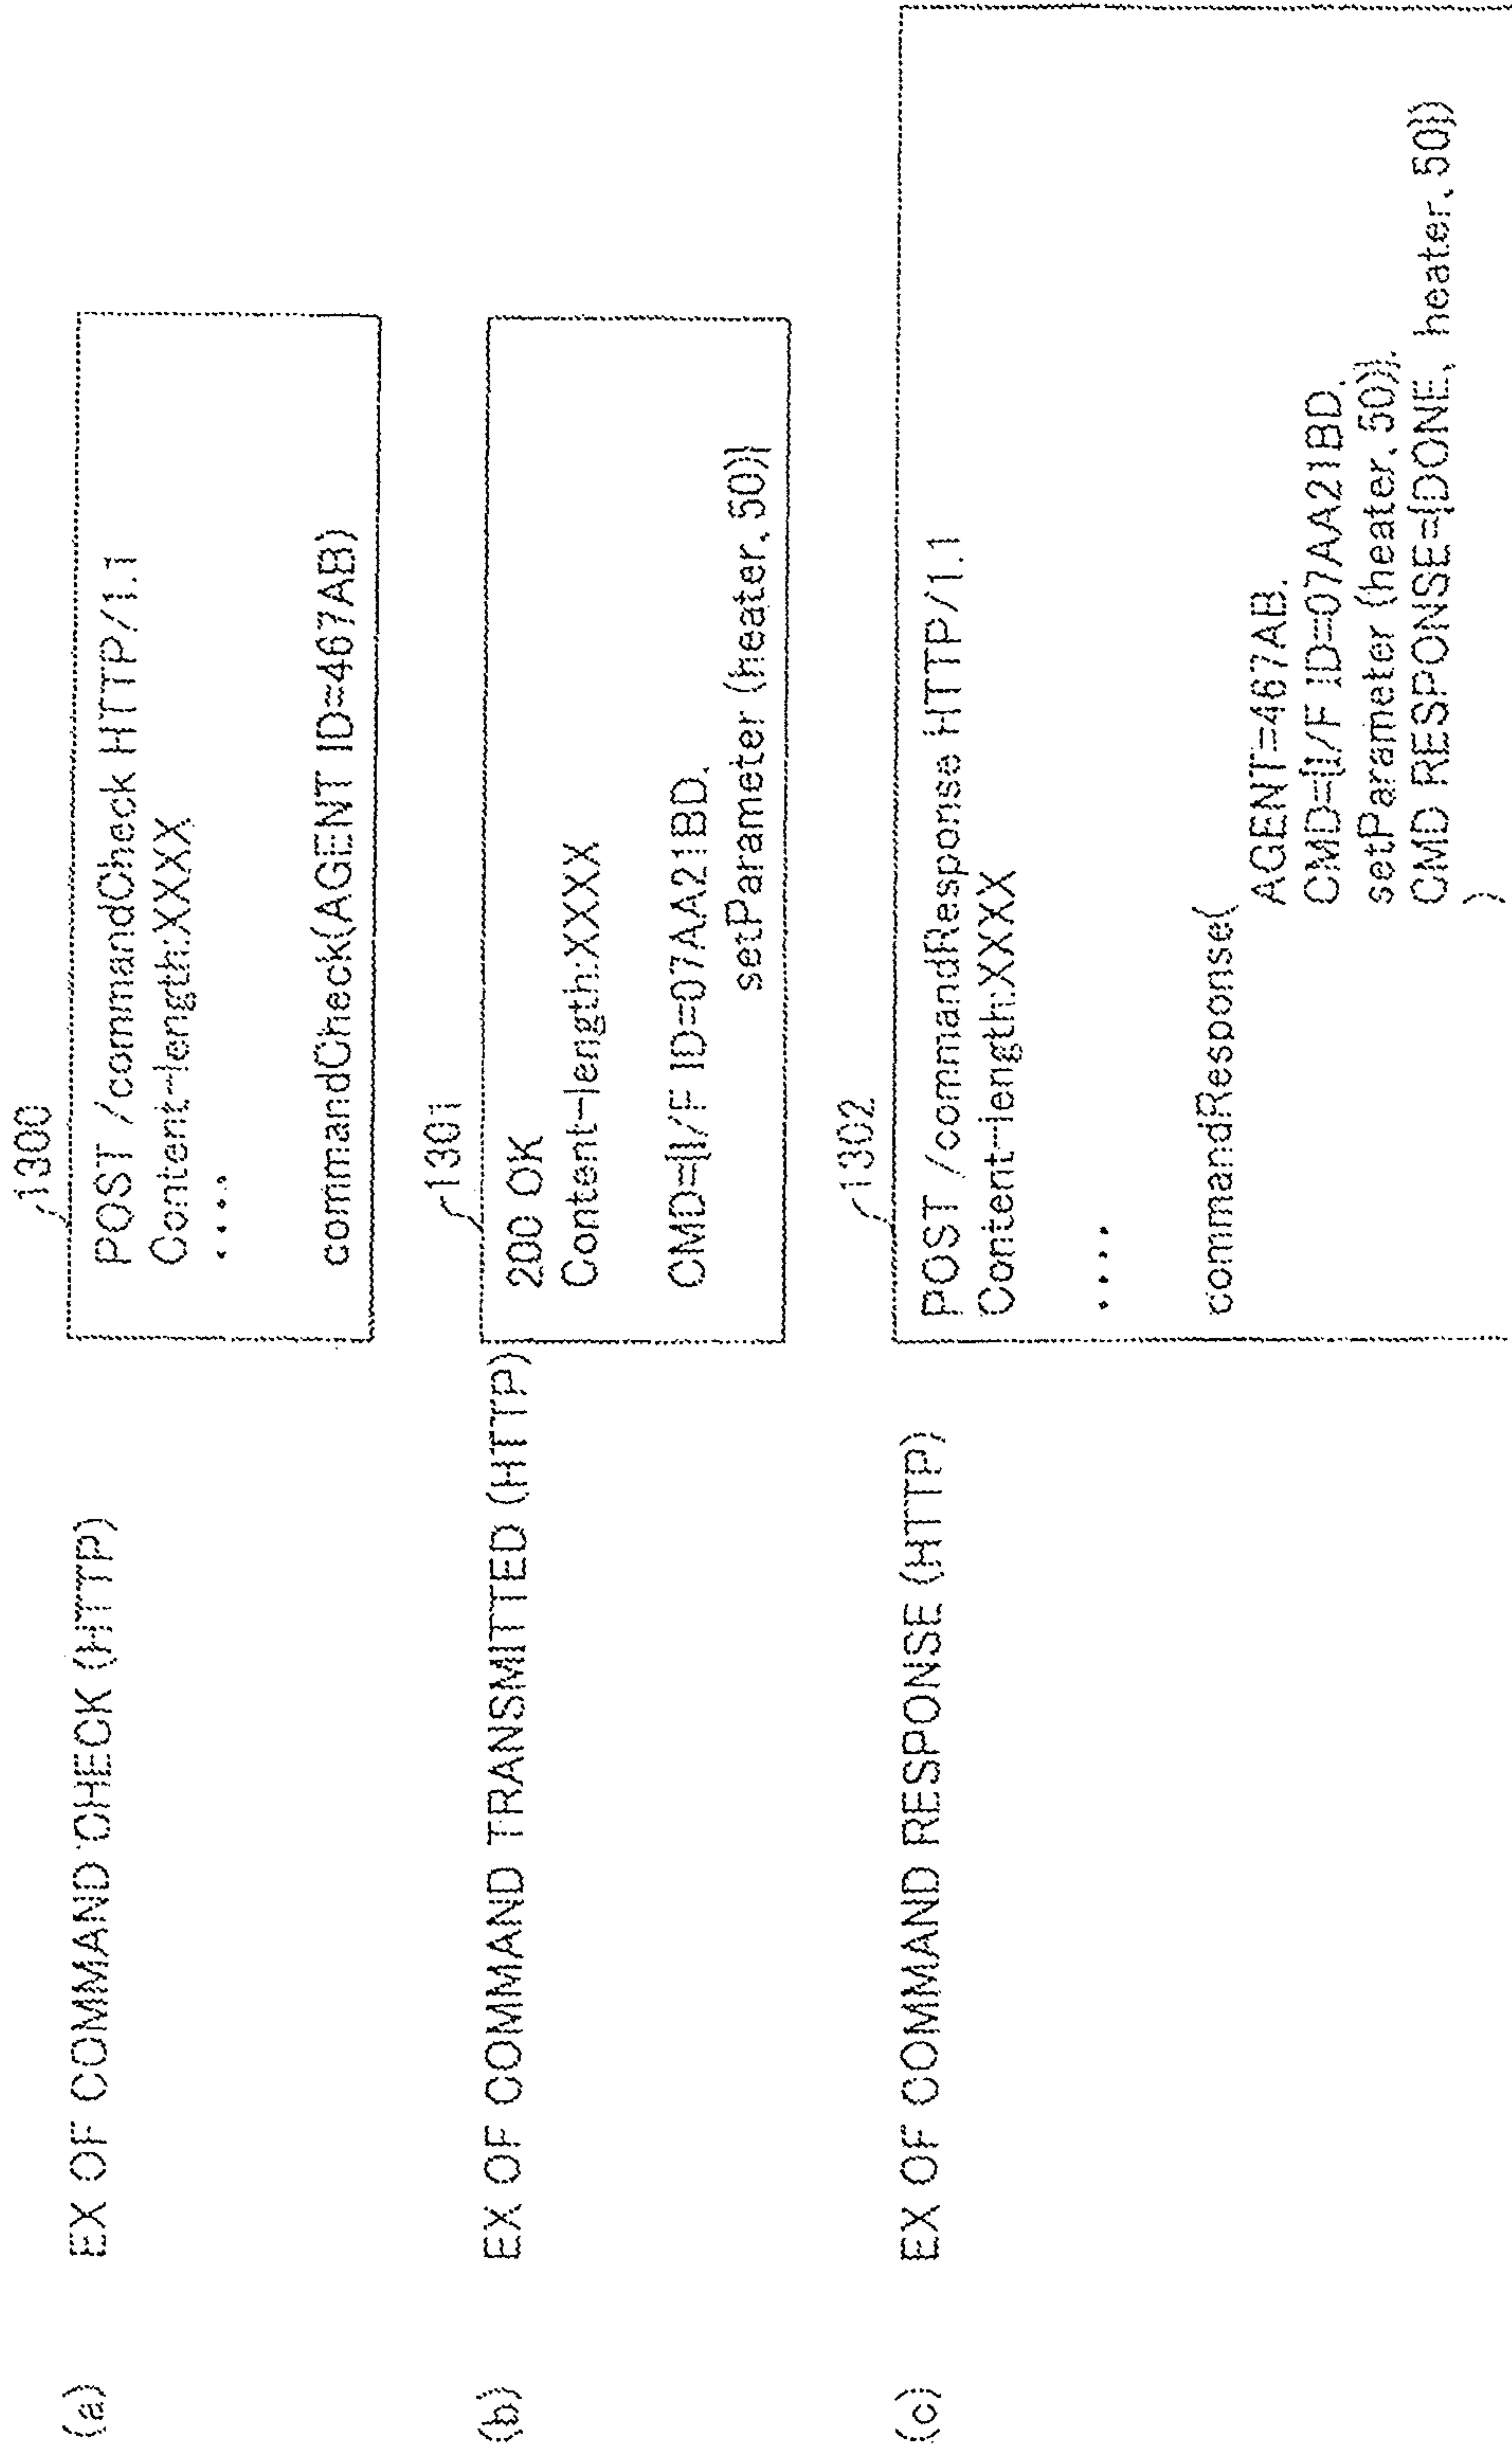 (a) EX OF COMMAND CHECK (HTTP)
1300
POST /commandCheck HTTP/1.1
Content-length:XXXX
....
commandCheck(AGENT ID=467AB)
(b) EX OF COMMAND TRANSMITTED (HTTP)
1301
200 OK
Content-length:XXXX
CMD={I/F ID=07AA21BD,
setParameter (heater, 50)}
(c) EX OF COMMAND RESPONSE (HTTP)
1302
POST /commandResponse HTTP/1.1
Content-length:XXXX
....
commandResponse(
AGENT=467AB,
CMD={I/F ID=07AA21BD,
setParameter (heater, 50)},
CMD RESPONSE={DONE, heater, 50})
)